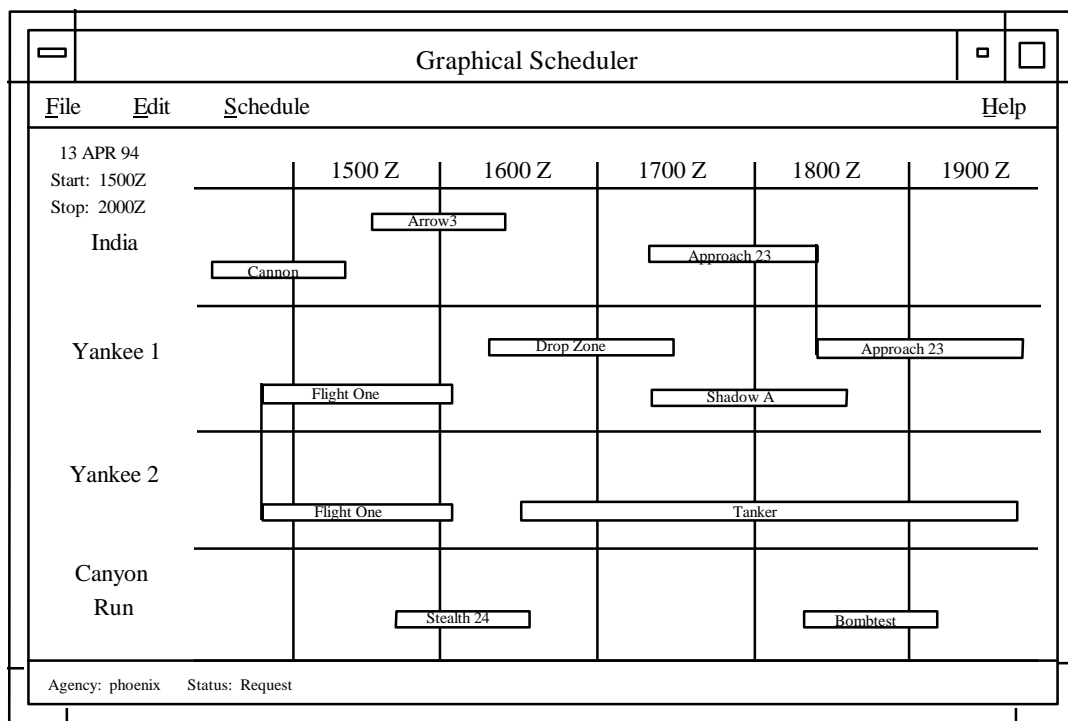 Graphical Scheduler
File Edit Schedule Help
13 APR 94
Start: 1500Z
Stop: 2000Z
1500 Z 1600 Z 1700 Z 1800 Z 1900 Z
India
Arrow3
Approach 23
Cannon
Yankee 1
Drop Zone
Approach 23
Flight One
Shadow A
Yankee 2
Flight One
Tanker
Canyon
Run
Stealth 24
Bombtest
Agency: phoenix Status: Request